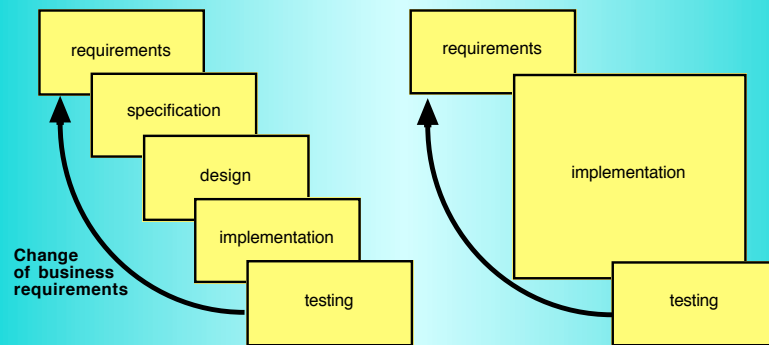 requirements
specification
design
implementation
testing
Change
of business
requirements
requirements
implementation
testing